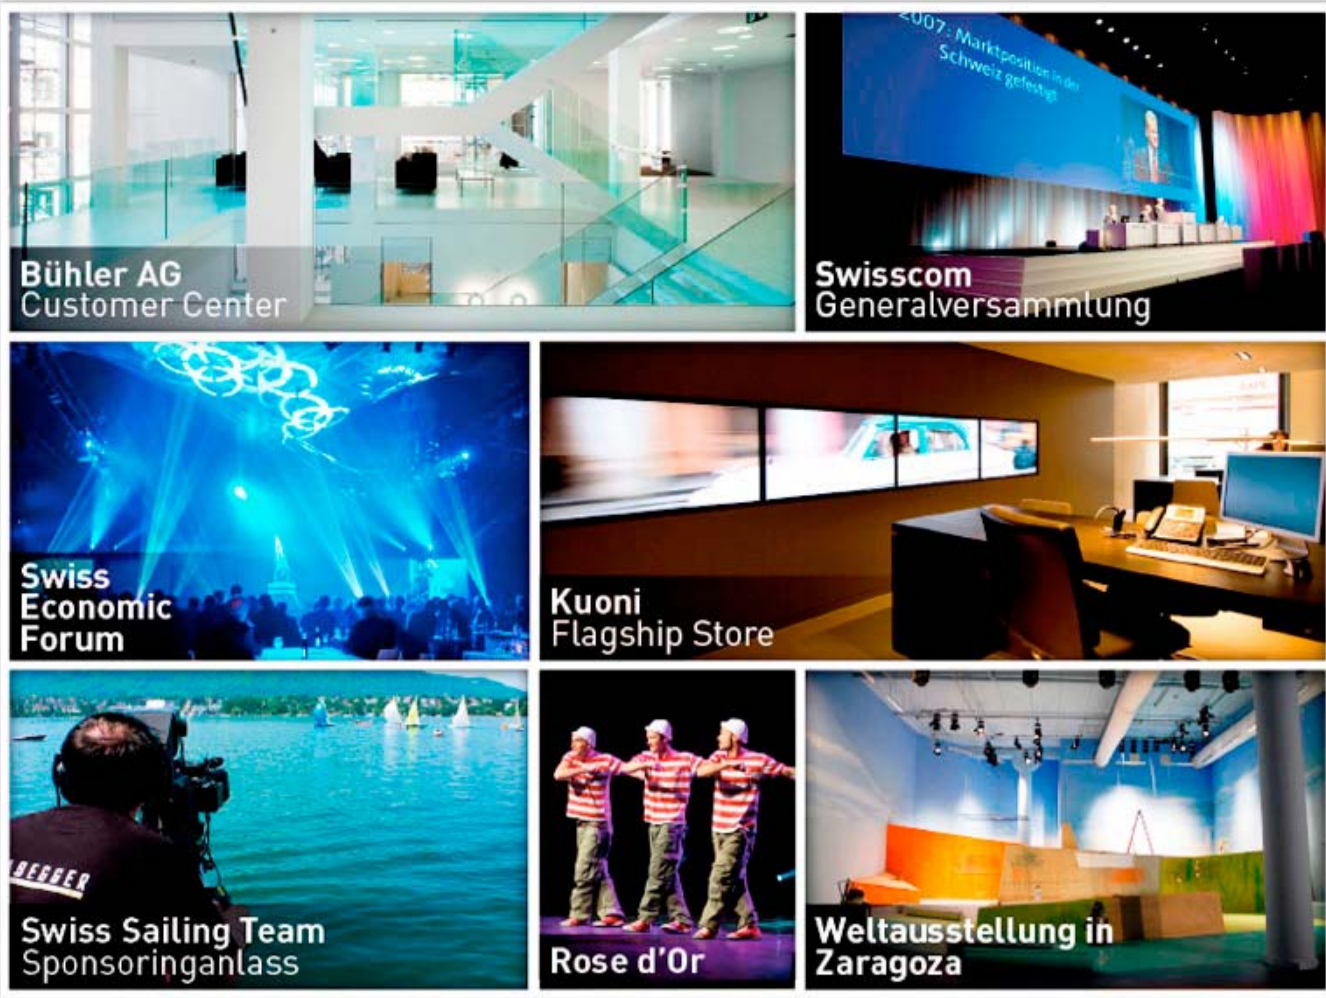 Bühler AG
Customer Center
2007: Marktposition in der
Schweiz gefestigt
Swisscom
Generalversammlung
Swiss
Economic
Forum
Kuoni
Flagship Store
BEGGER
Swiss Sailing Team
Sponsoringanlass
Rose d'Or
Weltausstellung in
Zaragoza